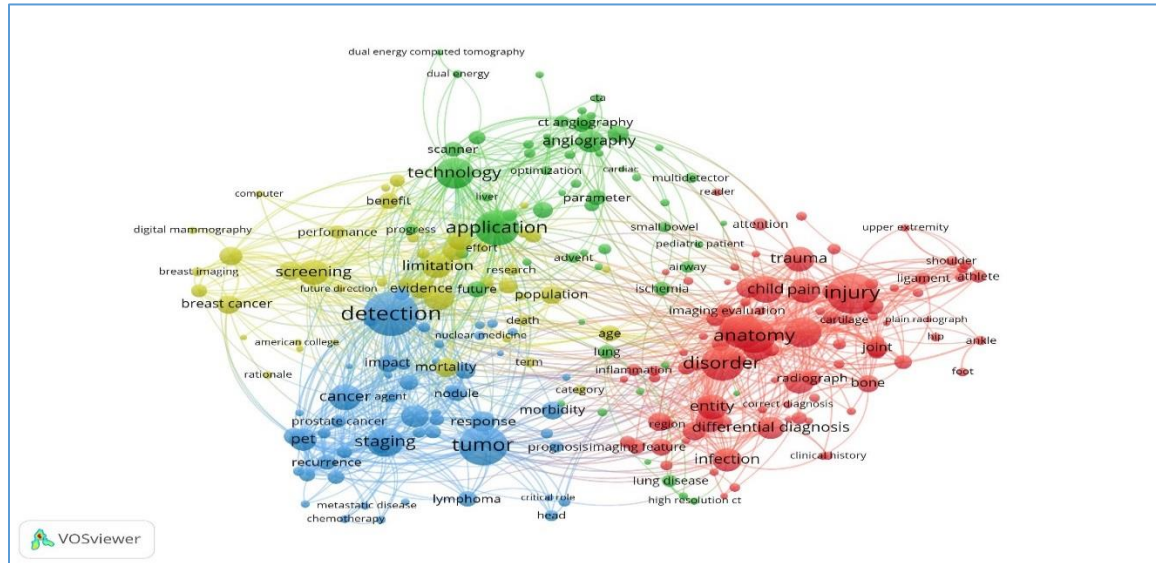 dual energy computed tomography
dual energy
cta
ct angiography
angiography
scanner
technology
optimization
cardiac
multidetector
reader
computer
liver
benefit
parameter
application
small bowel
attention
upper extremity
digital mammography
performance
progress
effort
pediatric patient
trauma
shoulder
breast imaging
screening
limitation
research
advent
airway
ligament
athlete
future direction
evidence
future
population
ischemia
child
pain
injury
breast cancer
detection
imaging evaluation
cartilage
plain radiograph
death
nuclear medicine
age
anatomy
hip
ankle
american college
term
lung
joint
rationale
impact
mortality
inflammation
disorder
foot
cancer
agent
nodule
category
radiograph
bone
prostate cancer
response
morbidity
entity
correct diagnosis
pet
staging
tumor
region
differential diagnosis
prognosis
imaging feature
recurrence
infection
clinical history
lung disease
metastatic disease
lymphoma
critical role
high resolution ct
chemotherapy
head
VOSviewer